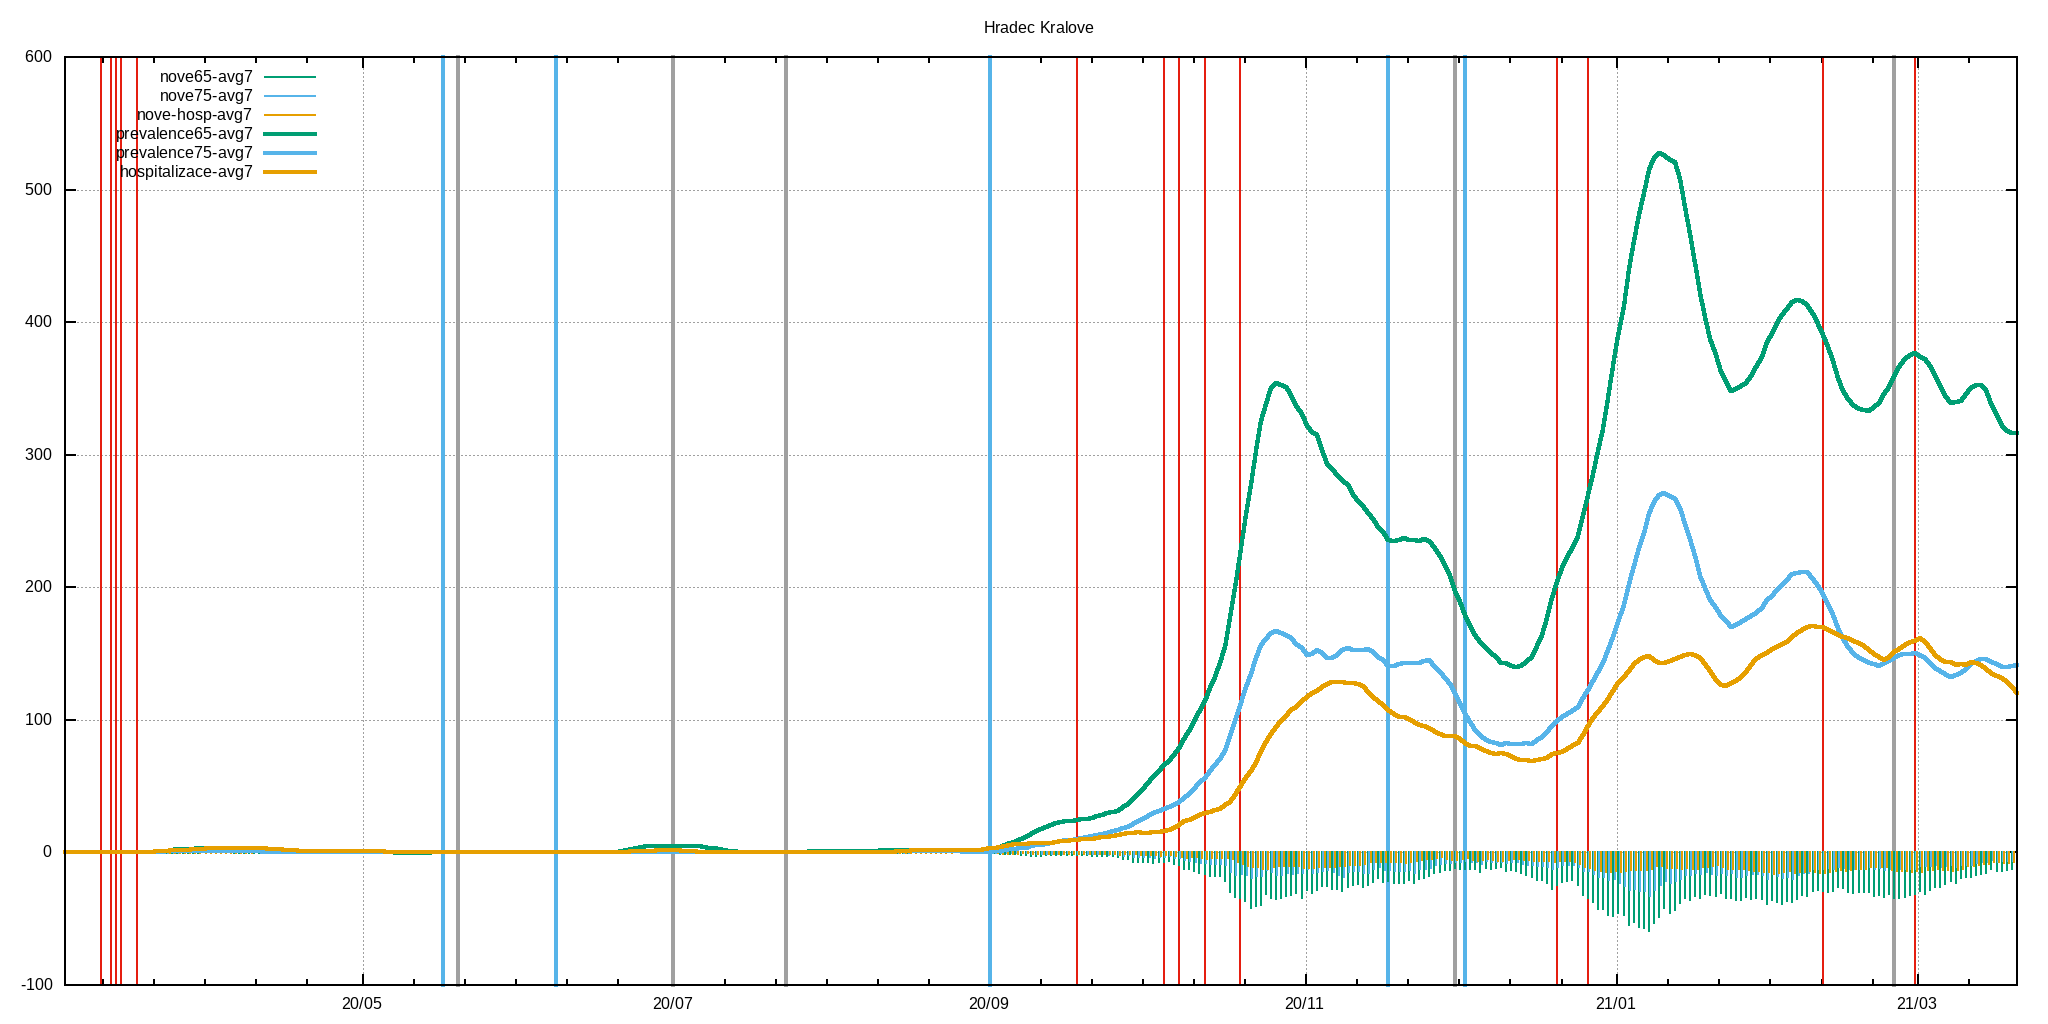 Hradec Kralove
600
500
400
300
200
100
0
-100
nove65-avg7
nove75-avg7
nove-hosp-avg7
prevalence65-avg7
prevalence75-avg7
hospitalizace-avg7
20/05
20/07
20/09
20/11
21/01
21/03